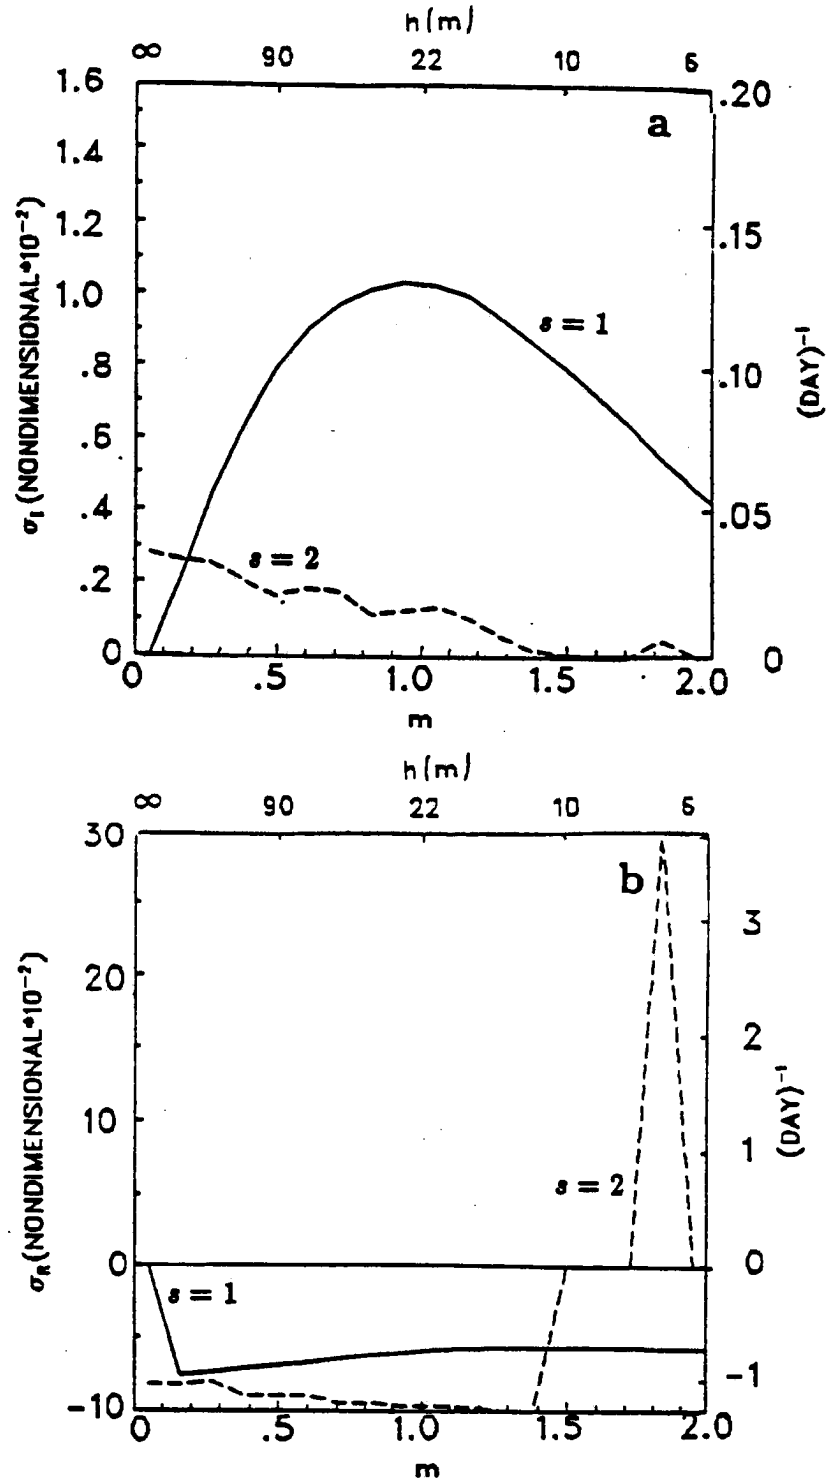 h(m)
∞ 90 22 10 6
1.6
1.4
1.2
1.0
.8
.6
.4
.2
0
σI (NONDIMENSIONAL*10⁻²)
a
s = 1
s = 2
.20
.15
.10
.05
0
(DAY)⁻¹
0 .5 1.0 1.5 2.0
m
h(m)
∞ 90 22 10 6
30
20
10
0
-10
σR (NONDIMENSIONAL*10⁻²)
b
s = 2
s = 1
3
2
1
0
-1
(DAY)⁻¹
0 .5 1.0 1.5 2.0
m